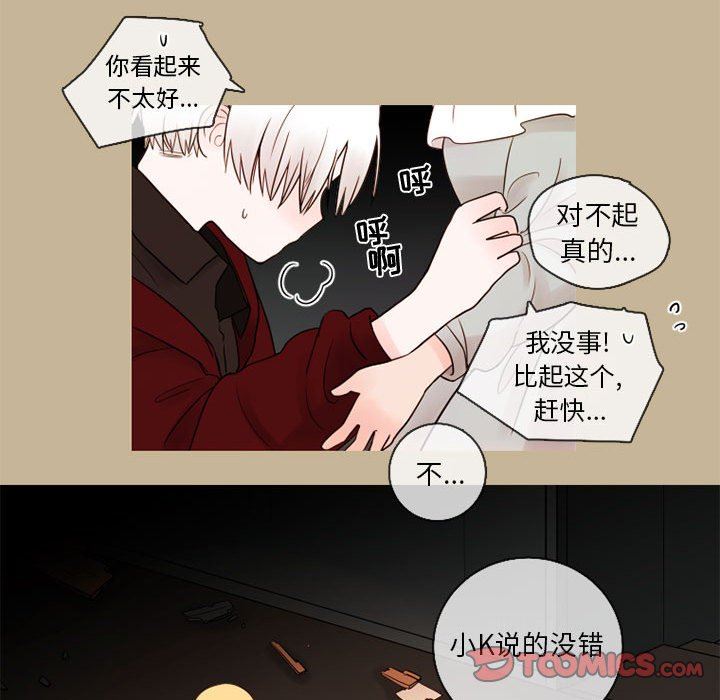 你看起来
不太好...
呼
呼啊
对不起
真的...
我没事!
比起这个,
赶快...
不...
小K说的没错
TOOMICS.COM